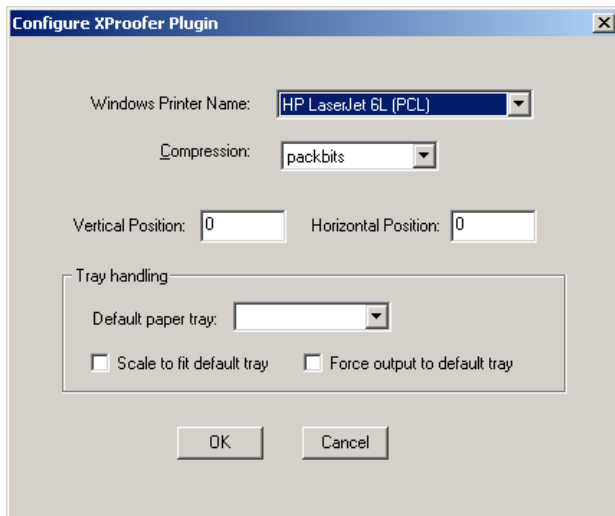 Configure XProofer Plugin
Windows Printer Name: HP LaserJet 6L (PCL)
Compression: packbits
Vertical Position: 0 Horizontal Position: 0
Tray handling
Default paper tray:
Scale to fit default tray Force output to default tray
OK Cancel